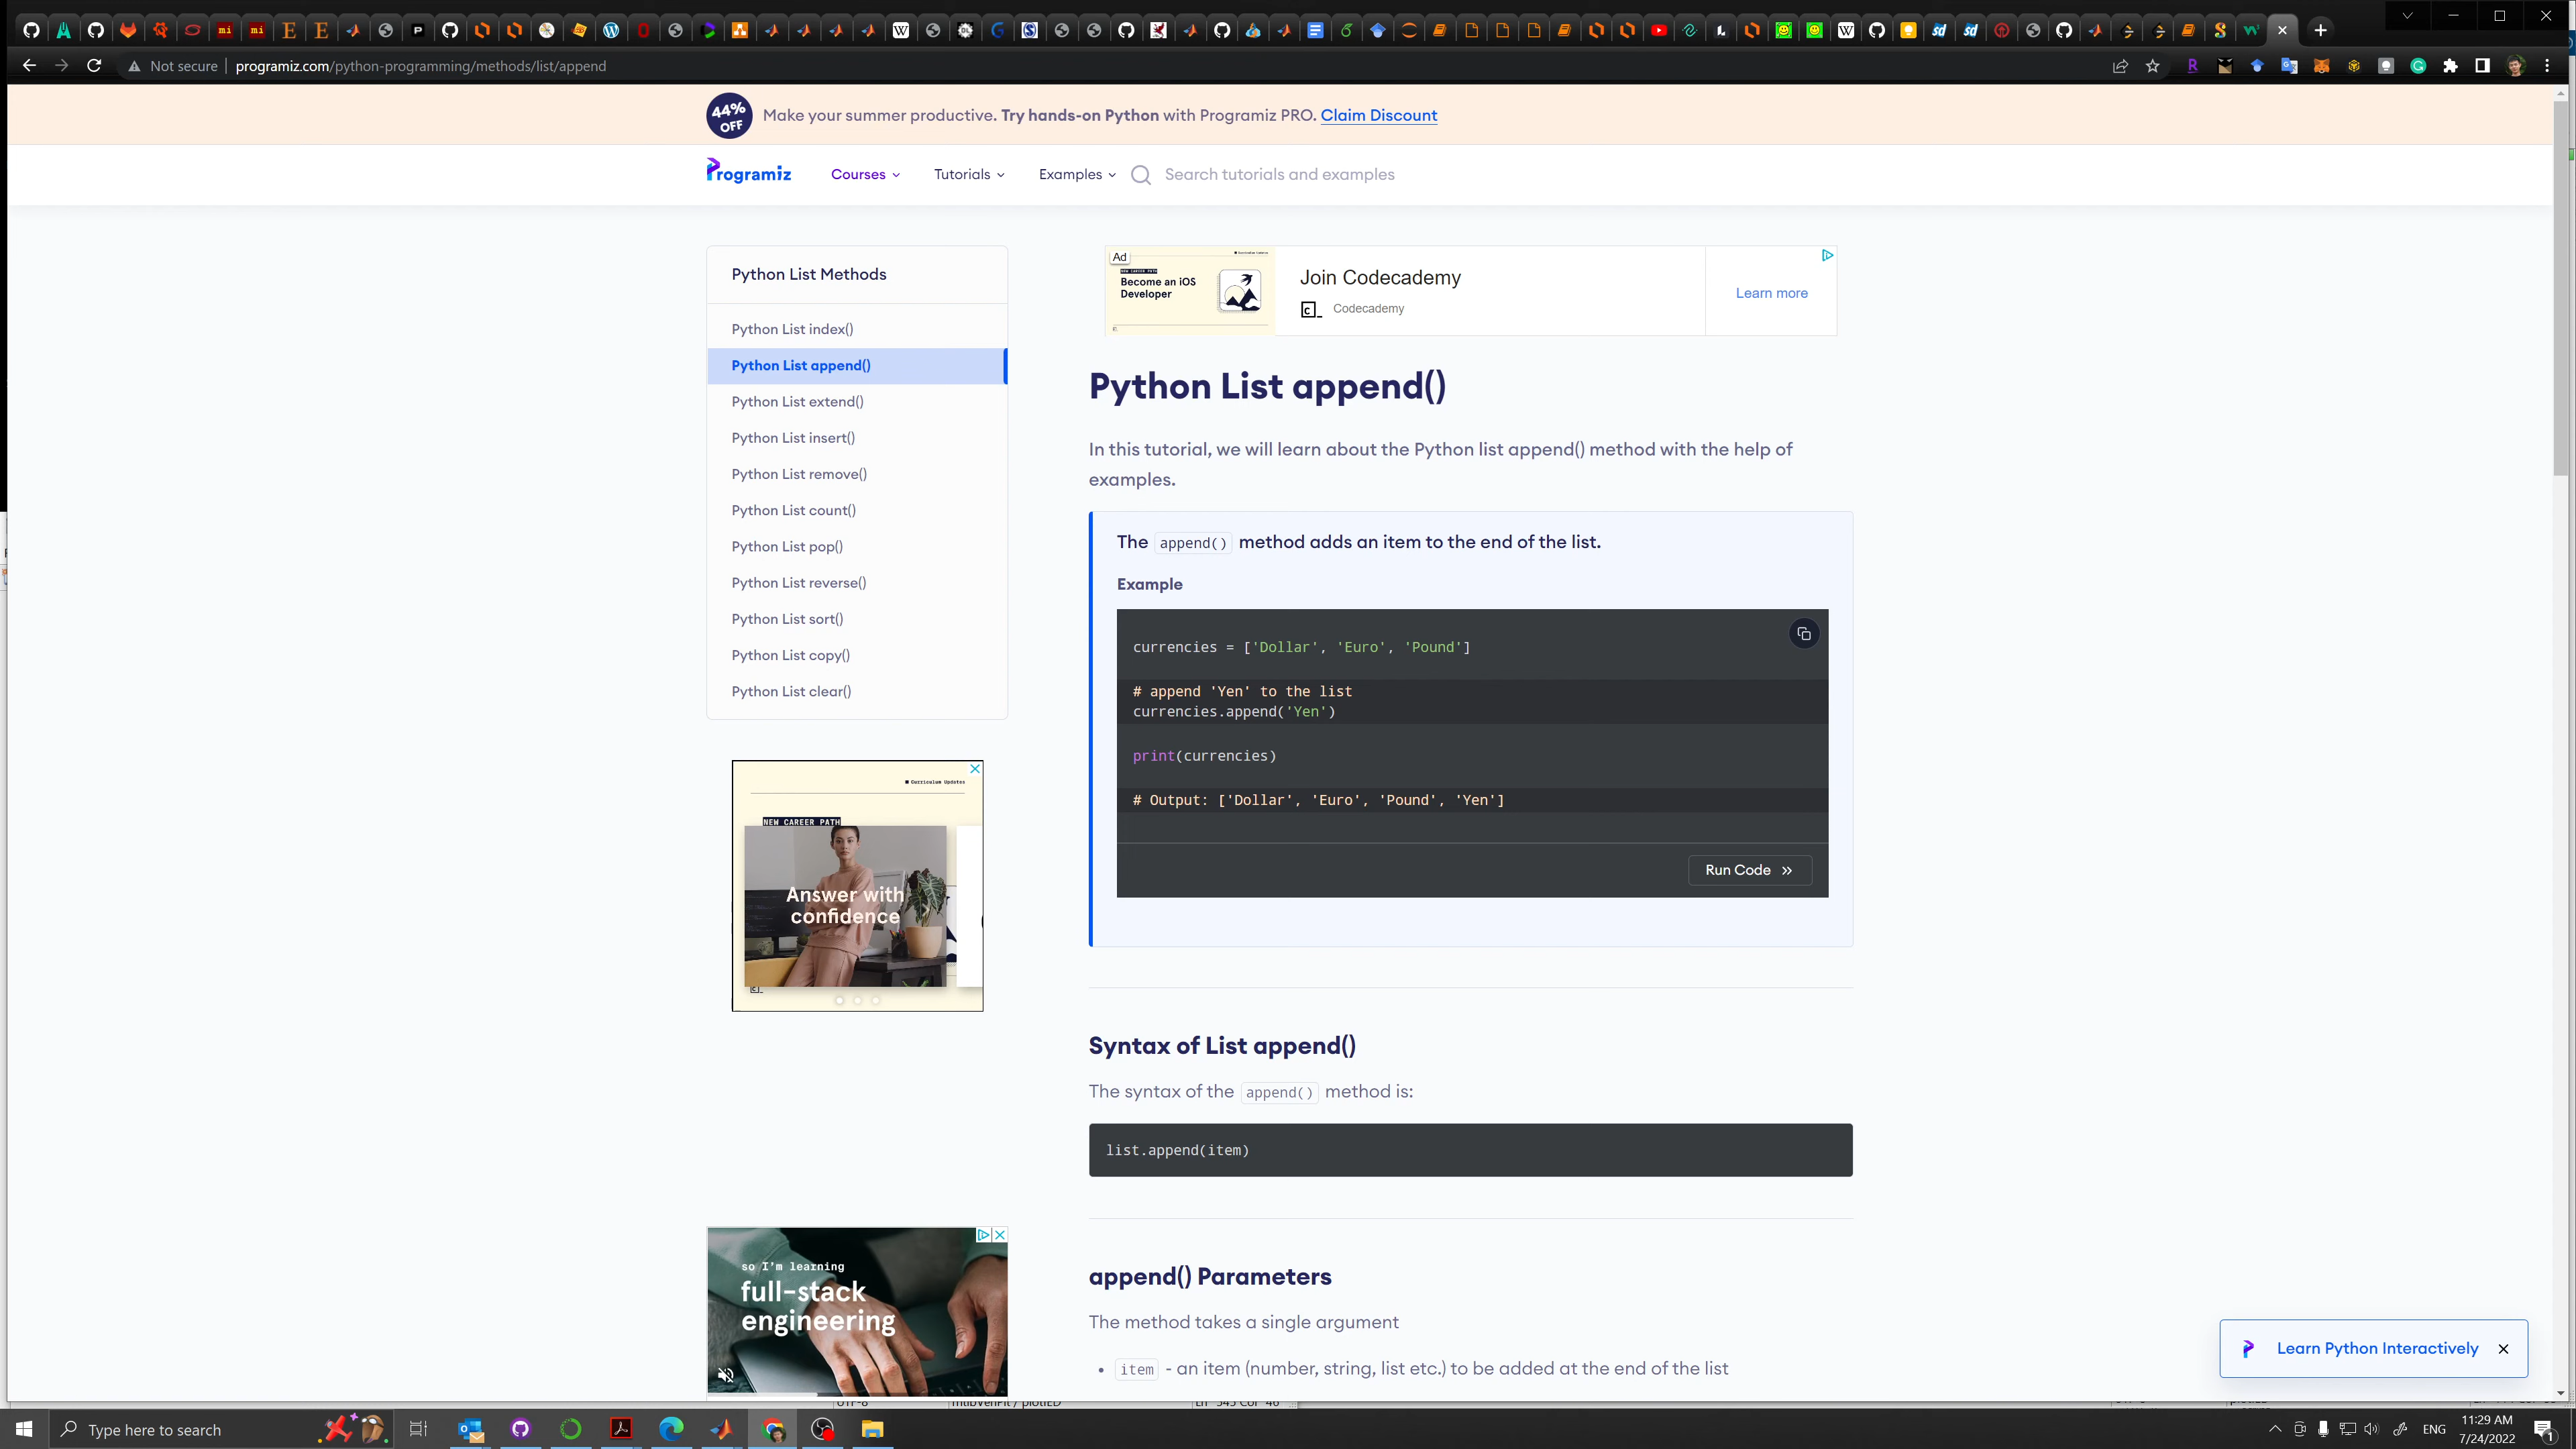 Not secure | programiz.com/python-programming/methods/list/append
44% OFF
Make your summer productive. Try hands-on Python with Programiz PRO. Claim Discount
Programiz
Courses
Tutorials
Examples
Search tutorials and examples
Python List Methods
Python List index()
Python List append()
Python List extend()
Python List insert()
Python List remove()
Python List count()
Python List pop()
Python List reverse()
Python List sort()
Python List copy()
Python List clear()
Curriculum Updates
NEW CAREER PATH
Answer with
confidence
so I'm learning
full-stack
engineering
Ad
NEW CAREER PATH
Become an iOS
Developer
Join Codecademy
Codecademy
Learn more
Python List append()
In this tutorial, we will learn about the Python list append() method with the help of
examples.
The append() method adds an item to the end of the list.
Example
currencies = ['Dollar', 'Euro', 'Pound']
# append 'Yen' to the list
currencies.append('Yen')
print(currencies)
# Output: ['Dollar', 'Euro', 'Pound', 'Yen']
Run Code
Syntax of List append()
The syntax of the append() method is:
list.append(item)
append() Parameters
The method takes a single argument
• item - an item (number, string, list etc.) to be added at the end of the list
Learn Python Interactively
Type here to search
ENG
11:29 AM
7/24/2022